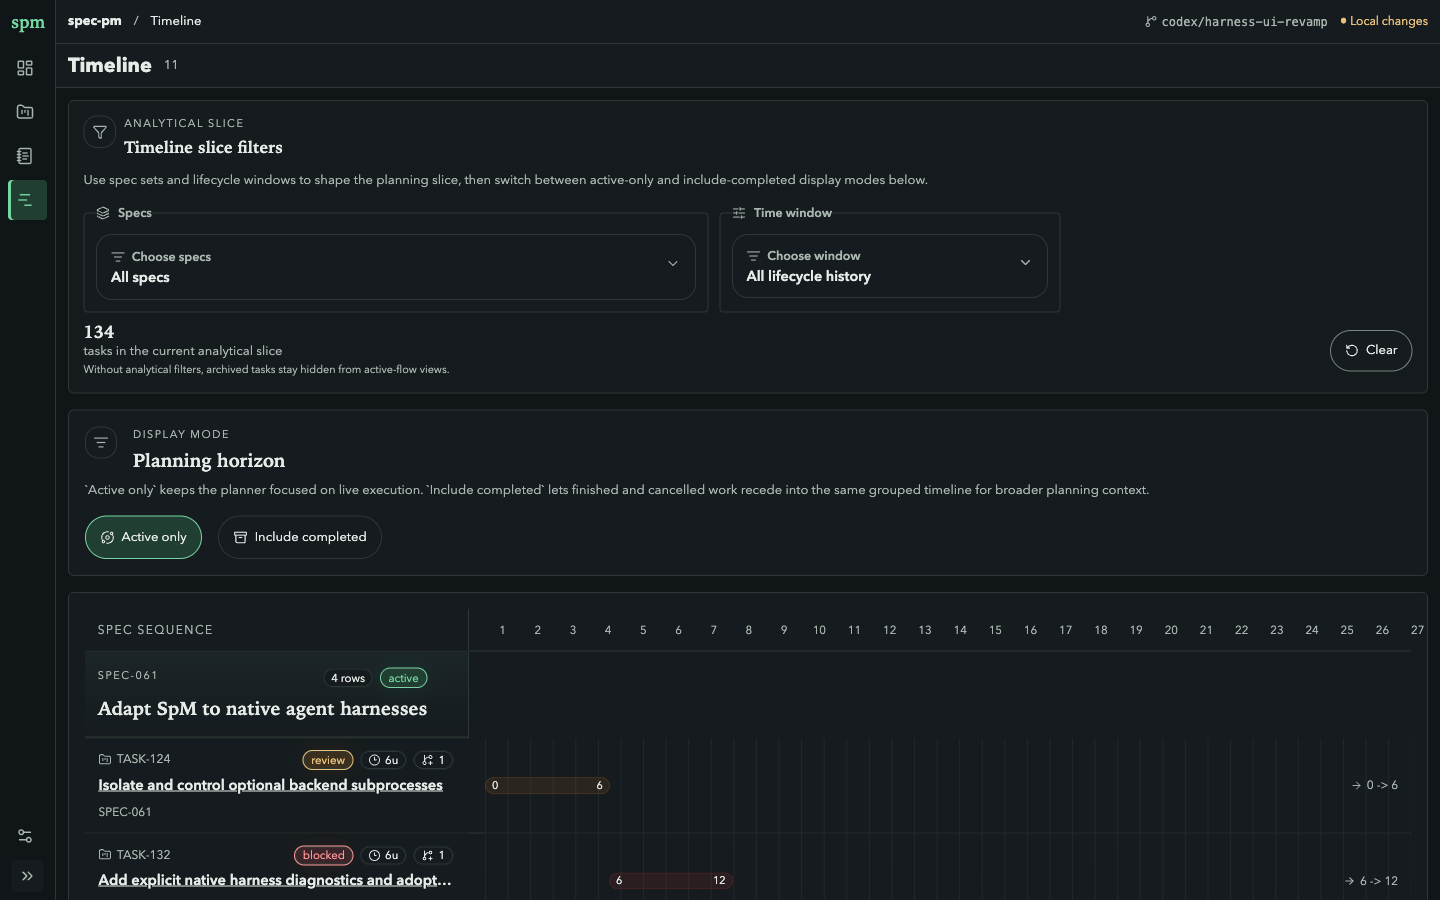 spm
spec-pm / Timeline
codex/harness-ui-revamp
Local changes
Timeline 11
ANALYTICAL SLICE
Timeline slice filters
Use spec sets and lifecycle windows to shape the planning slice, then switch between active-only and include-completed display modes below.
Specs
Choose specs
All specs
Time window
Choose window
All lifecycle history
134
tasks in the current analytical slice
Without analytical filters, archived tasks stay hidden from active-flow views.
Clear
DISPLAY MODE
Planning horizon
`Active only` keeps the planner focused on live execution. `Include completed` lets finished and cancelled work recede into the same grouped timeline for broader planning context.
Active only
Include completed
SPEC SEQUENCE
1 2 3 4 5 6 7 8 9 10 11 12 13 14 15 16 17 18 19 20 21 22 23 24 25 26 27
SPEC-061
4 rows
active
Adapt SpM to native agent harnesses
TASK-124
review
6u
1
Isolate and control optional backend subprocesses
SPEC-061
0 6
0 -> 6
TASK-132
blocked
6u
1
Add explicit native harness diagnostics and adopt...
6 12
6 -> 12